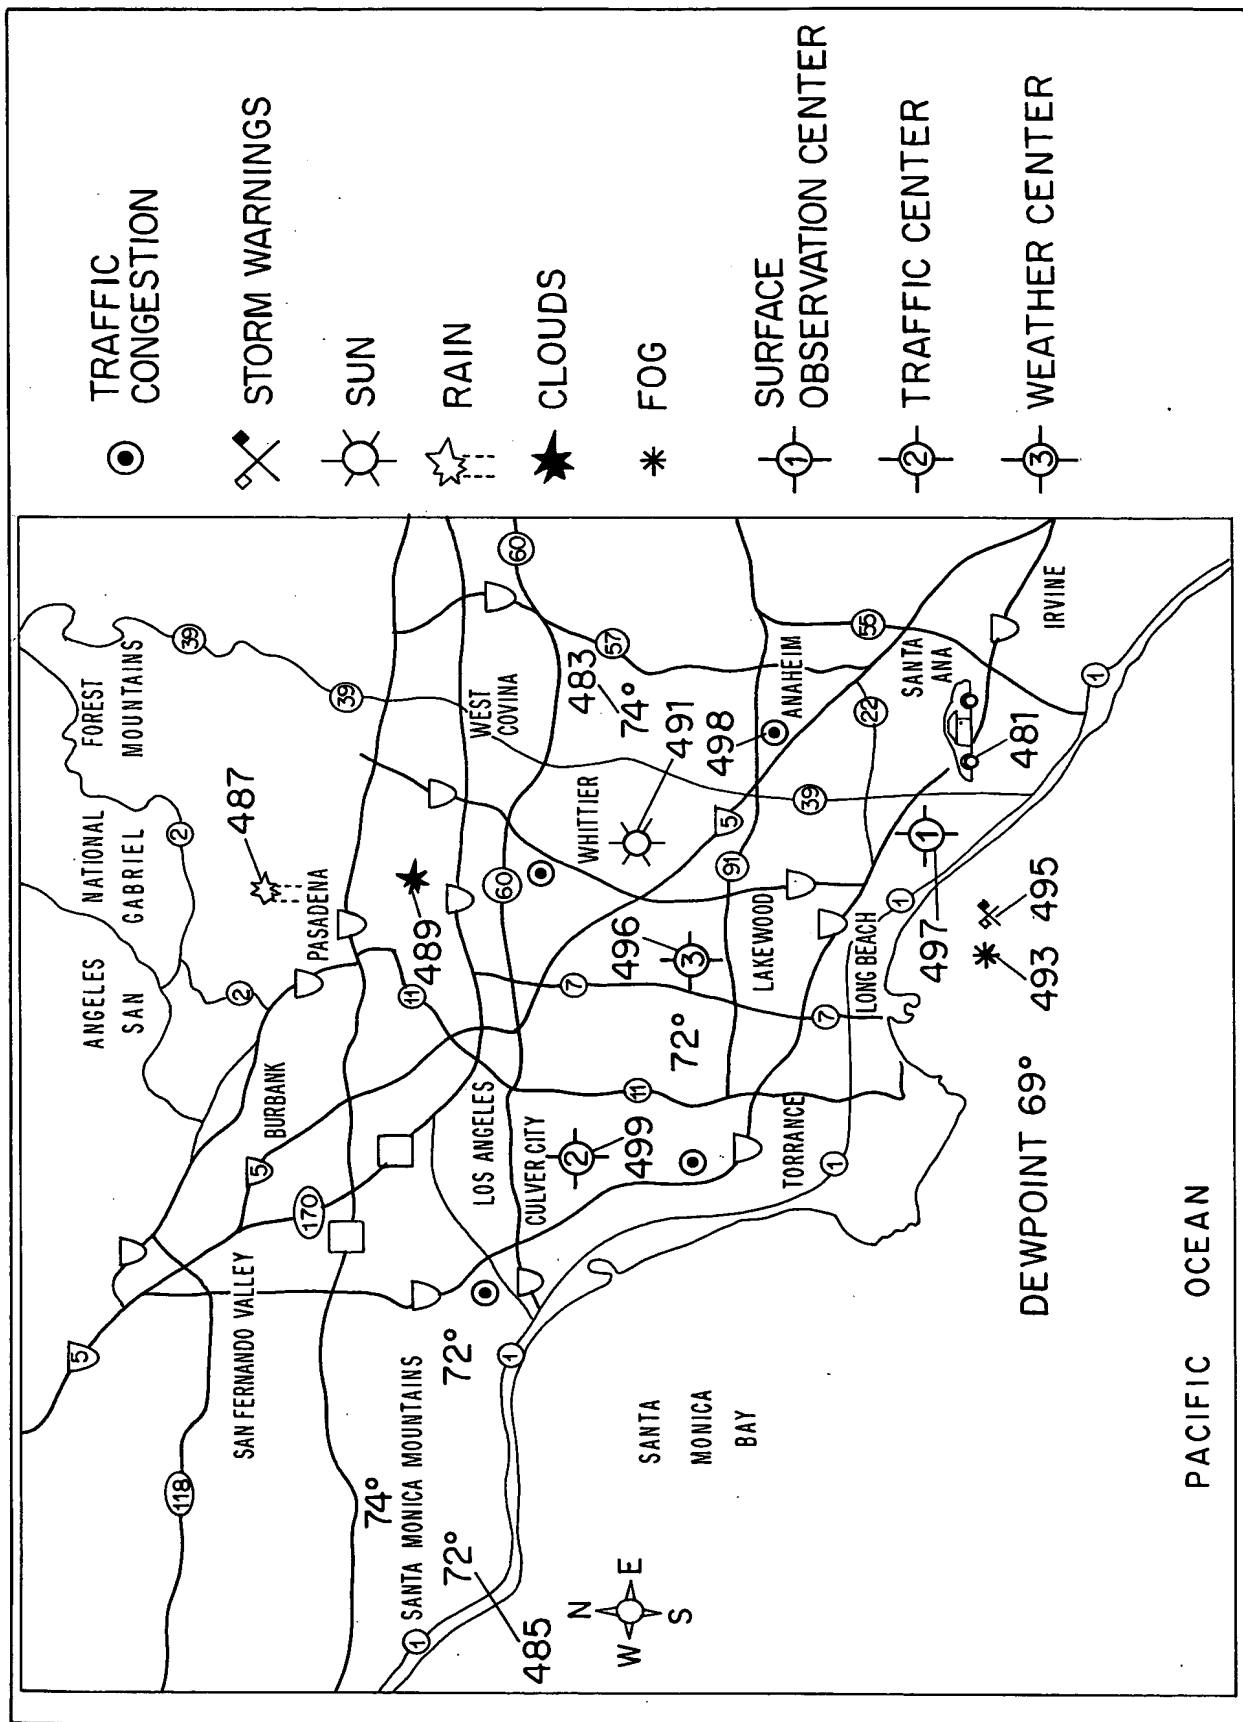 ANGELES NATIONAL FOREST
SAN GABRIEL MOUNTAINS
5
118
2
39
SAN FERNANDO VALLEY
2
487
5
BURBANK
170
PASADENA
39
74°
SANTA MONICA MOUNTAINS
1
11
489
72°
72°
LOS ANGELES
WEST
COVINA
1
60
60
485
CULVER CITY
2
7
WHITTIER
483
57
N
W E
S
499
11
496
74°
SANTA
MONICA
BAY
72°
3
491
498
5
91
LAKEWOOD
TORRANCE
ANAHEIM
39
1
7
LONG BEACH
22
55
1
SANTA
ANA
497
1
481
DEWPOINT 69°
493
495
IRVINE
1
PACIFIC OCEAN
TRAFFIC
CONGESTION
STORM WARNINGS
SUN
RAIN
CLOUDS
FOG
1 SURFACE
OBSERVATION CENTER
2 TRAFFIC CENTER
3 WEATHER CENTER